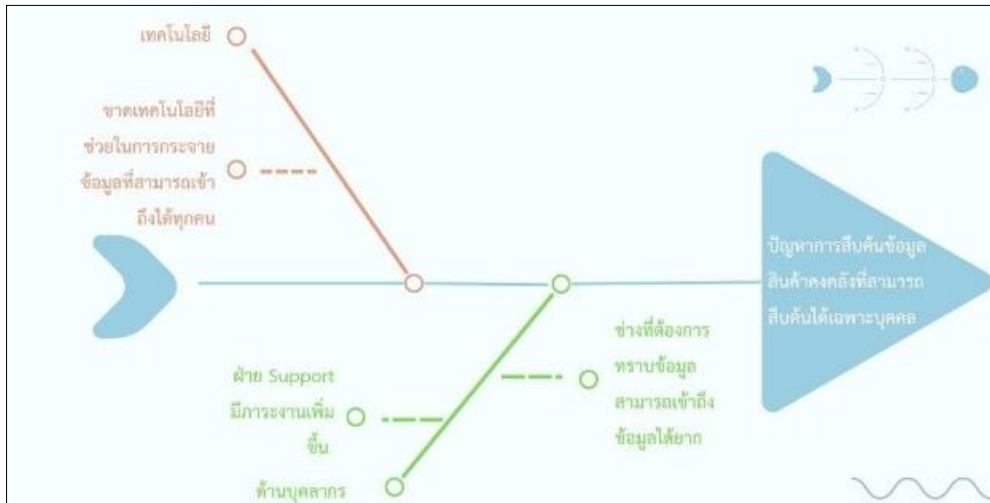 เทคโนโลยี
ขาดเทคโนโลยีที่
ช่วยในการกระจาย
ข้อมูลที่สามารถเข้า
ถึงได้ทุกคน
ปัญหาการสืบค้นข้อมูล
สินค้าคงคลังที่สามารถ
สืบค้นได้เฉพาะบุคคล
ช่างที่ต้องการ
ทราบข้อมูล
สามารถเข้าถึง
ข้อมูลได้ยาก
ฝ่าย Support
มีภาระงานเพิ่ม
ขึ้น
ด้านบุคลากร